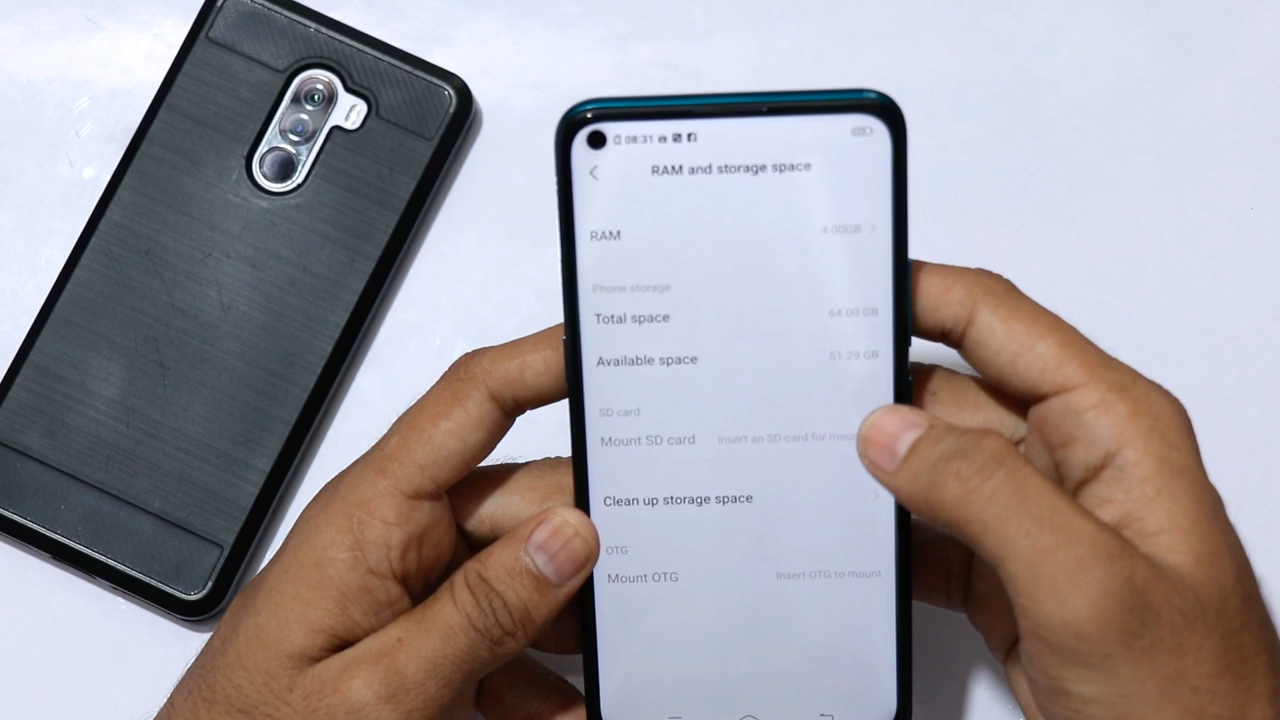 08:31
RAM and storage space
RAM 4.00GB
Phone storage
Total space 64.00 GB
Available space 51.29 GB
SD card
Mount SD card Insert an SD card for
Clean up storage space
OTG
Mount OTG Insert OTG to mount